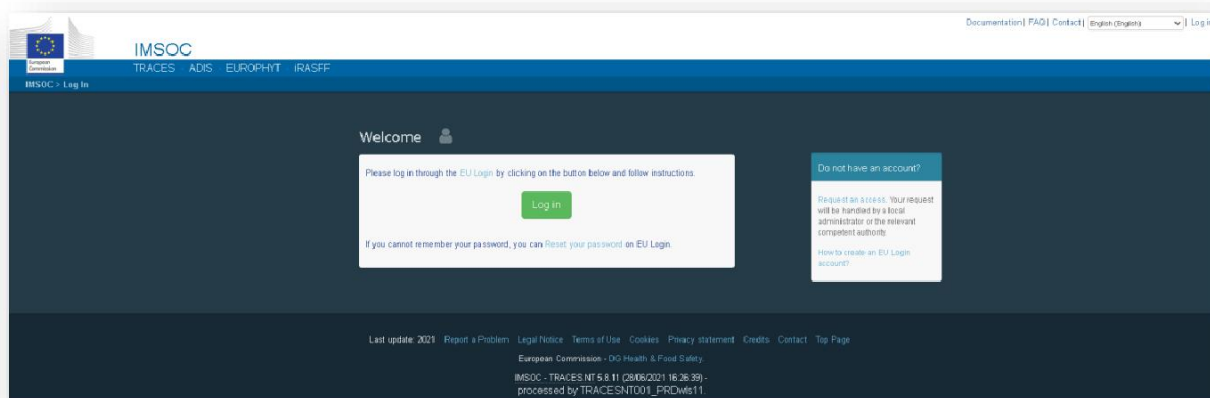 Documentation | FAQ | Contact | English (English) | Log in
European
Commission
IMSOC
TRACES ADIS EUROPHYT iRASFF
IMSOC > Log In
Welcome
Please log in through the EU Login by clicking on the button below and follow instructions.
Log in
If you cannot remember your password, you can Reset your password on EU Login.
Do not have an account?
Request an access. Your request
will be handled by a local
administrator or the relevant
competent authority.
How to create an EU Login
account?
Last update: 2021 Report a Problem Legal Notice Terms of Use Cookies Privacy statement Credits Contact Top Page
European Commission - DG Health & Food Safety.
IMSOC - TRACES.NT 5.8.11 (28/06/2021 16:26:39) -
processed by TRACESNT001_PRDwls11.